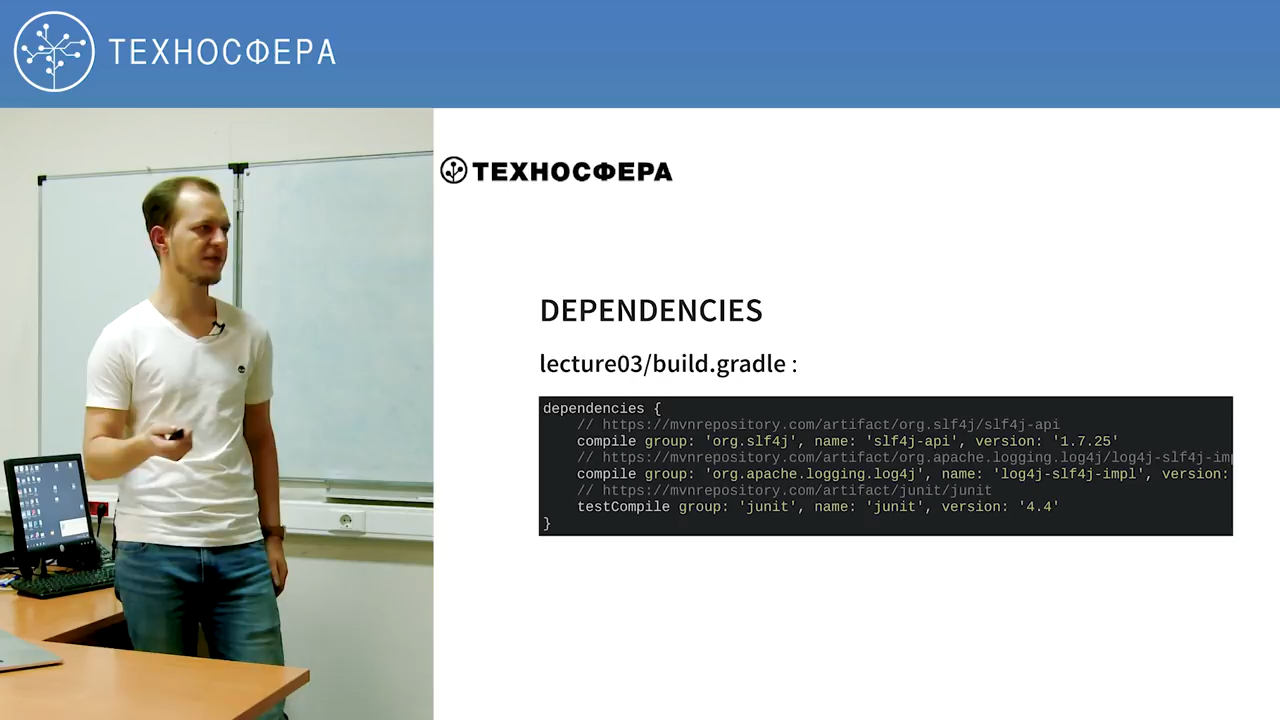 ТЕХНОСФЕРА
ТЕХНОСФЕРА
DEPENDENCIES
lecture03/build.gradle :
dependencies {
// https://mvnrepository.com/artifact/org.slf4j/slf4j-api
compile group: 'org.slf4j', name: 'slf4j-api', version: '1.7.25'
// https://mvnrepository.com/artifact/org.apache.logging.log4j/log4j-slf4j-imp
compile group: 'org.apache.logging.log4j', name: 'log4j-slf4j-impl', version:
// https://mvnrepository.com/artifact/junit/junit
testCompile group: 'junit', name: 'junit', version: '4.4'
}